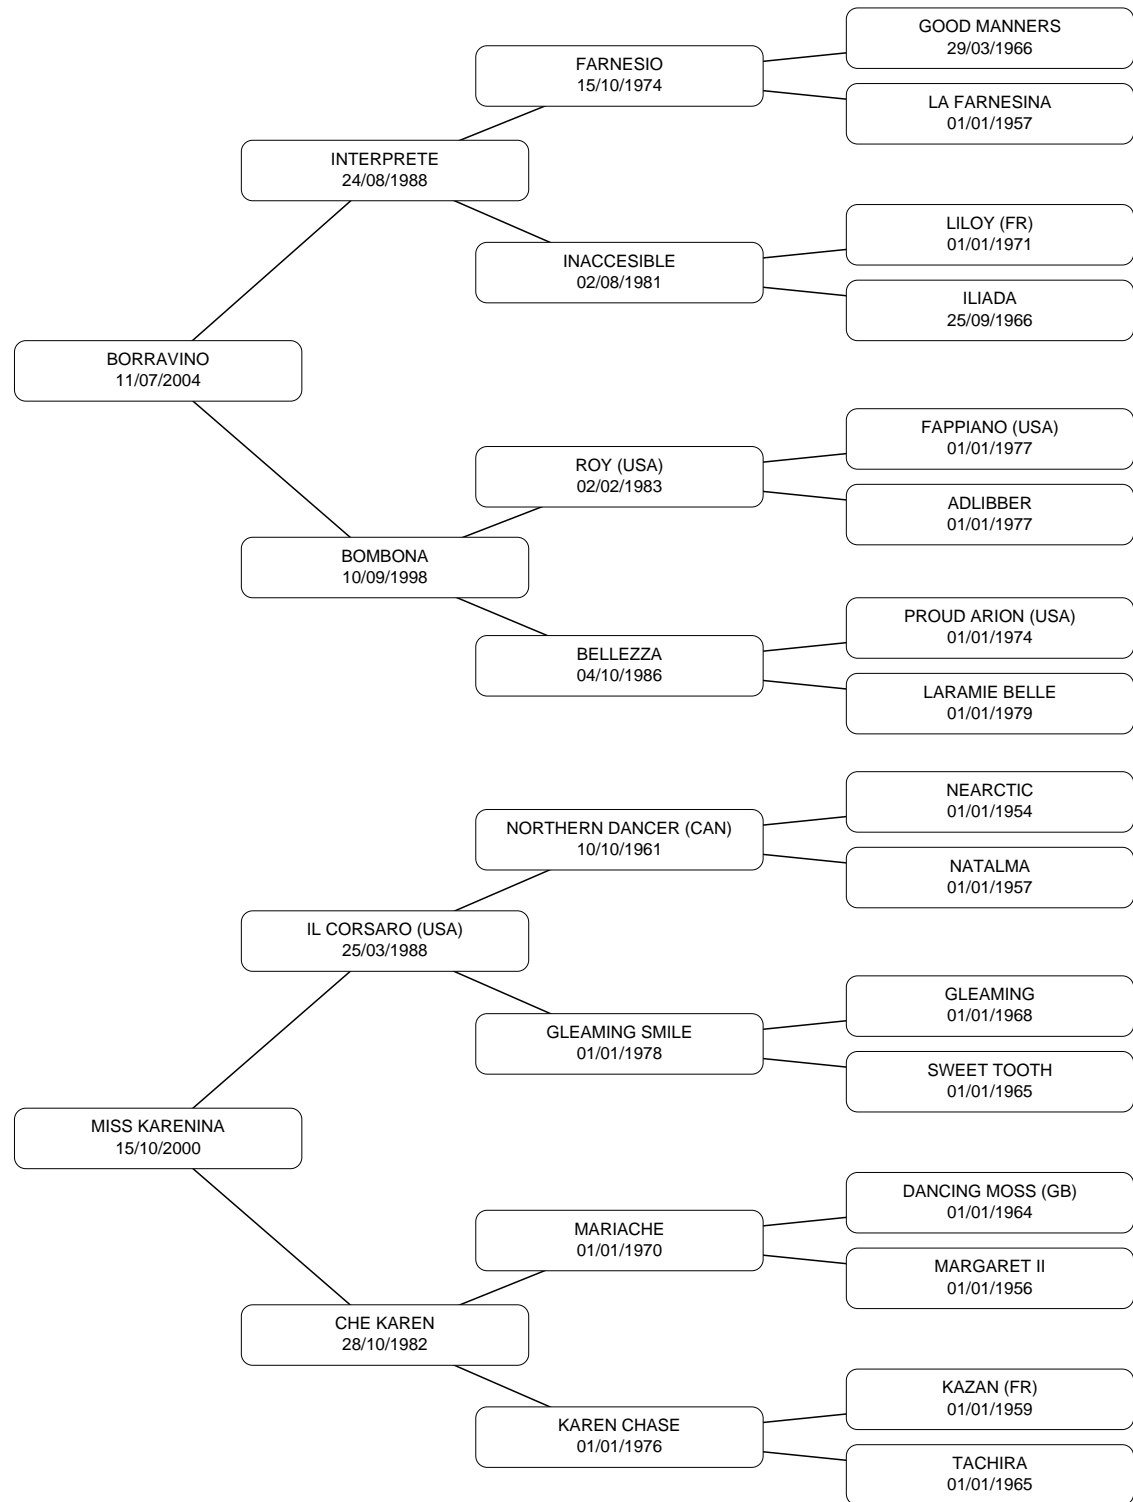 GOOD MANNERS
29/03/1966
FARNESIO
15/10/1974
LA FARNESINA
01/01/1957
INTERPRETE
24/08/1988
LILOY (FR)
01/01/1971
INACCESIBLE
02/08/1981
ILIADA
25/09/1966
BORRAVINO
11/07/2004
FAPPIANO (USA)
01/01/1977
ROY (USA)
02/02/1983
ADLIBBER
01/01/1977
BOMBONA
10/09/1998
PROUD ARION (USA)
01/01/1974
BELLEZZA
04/10/1986
LARAMIE BELLE
01/01/1979
NEARCTIC
01/01/1954
NORTHERN DANCER (CAN)
10/10/1961
NATALMA
01/01/1957
IL CORSARO (USA)
25/03/1988
GLEAMING
01/01/1968
GLEAMING SMILE
01/01/1978
SWEET TOOTH
01/01/1965
MISS KARENINA
15/10/2000
DANCING MOSS (GB)
01/01/1964
MARIACHE
01/01/1970
MARGARET II
01/01/1956
CHE KAREN
28/10/1982
KAZAN (FR)
01/01/1959
KAREN CHASE
01/01/1976
TACHIRA
01/01/1965